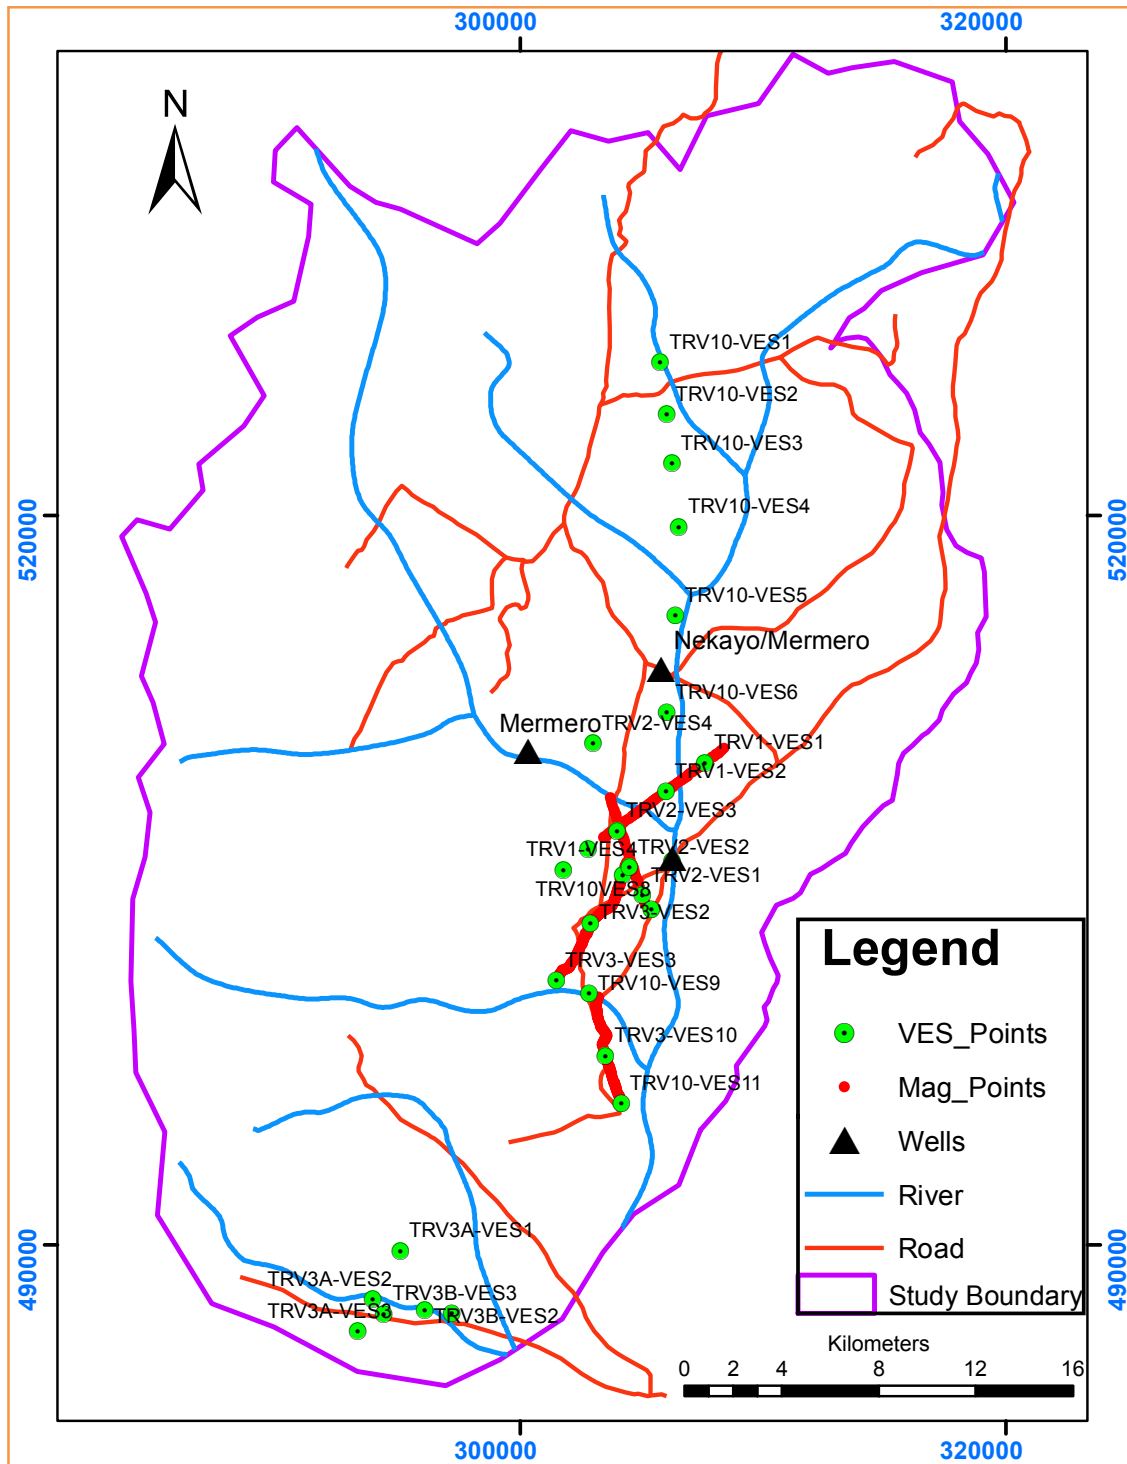 300000 320000
N
TRV10-VES1
TRV10-VES2
TRV10-VES3
TRV10-VES4
520000 520000
TRV10-VES5
Nekayo/Mermero
TRV10-VES6
Mermero
TRV2-VES4
TRV1-VES1
TRV1-VES2
TRV2-VES3
TRV1-VES4
TRV2-VES2
TRV2-VES1
TRV10VES8
TRV3-VES2
TRV3-VES3
TRV10-VES9
TRV3-VES10
TRV10-VES11
Legend
VES_Points
Mag_Points
Wells
River
Road
Study Boundary
TRV3A-VES1
TRV3A-VES2
TRV3B-VES3
TRV3A-VES3
TRV3B-VES2
490000 490000
Kilometers
0 2 4 8 12 16
300000 320000